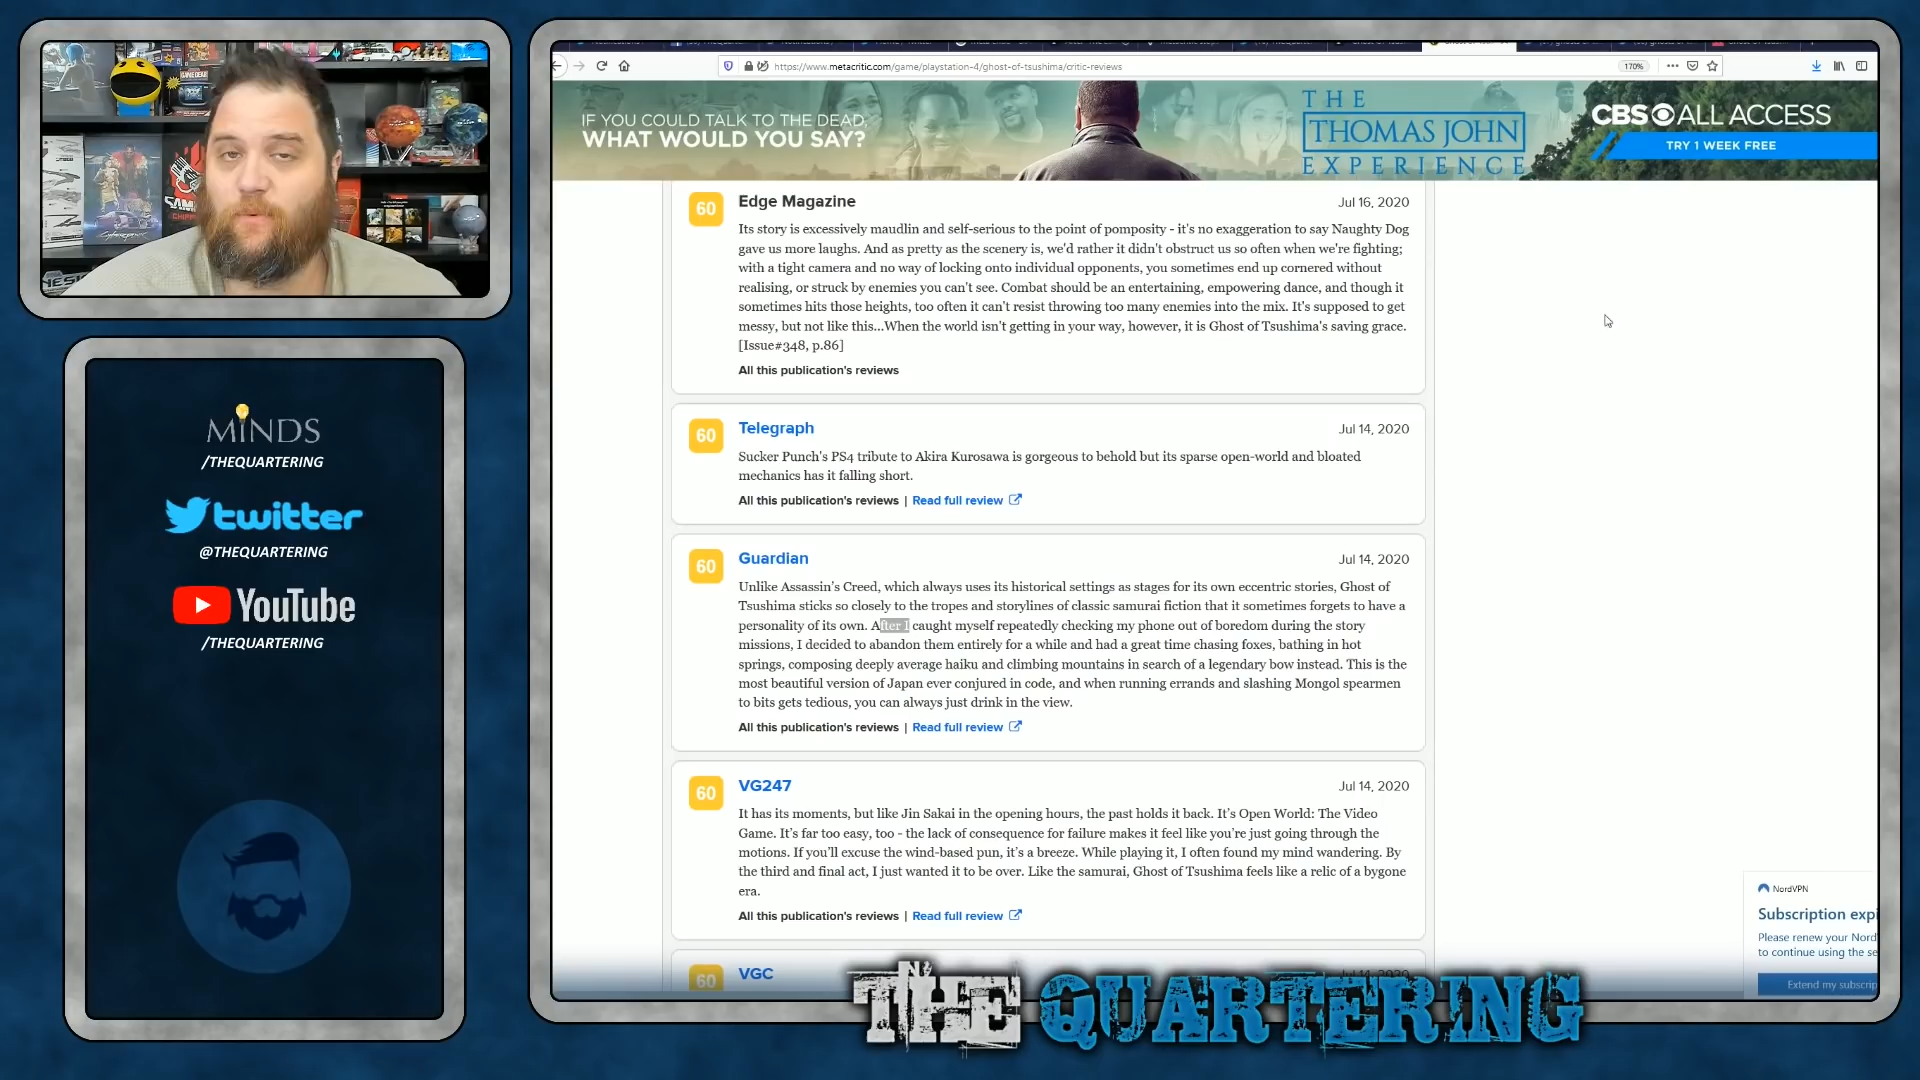 https://www.metacritic.com/game/playstation-4/ghost-of-tsushima/critic-reviews
170%
IF YOU COULD TALK TO THE DEAD,
WHAT WOULD YOU SAY?
THE
THOMAS JOHN
EXPERIENCE
CBS ALL ACCESS
TRY 1 WEEK FREE
60
Edge Magazine
Jul 16, 2020
Its story is excessively maudlin and self-serious to the point of pomposity - it's no exaggeration to say Naughty Dog
gave us more laughs. And as pretty as the scenery is, we'd rather it didn't obstruct us so often when we're fighting;
with a tight camera and no way of locking onto individual opponents, you sometimes end up cornered without
realising, or struck by enemies you can't see. Combat should be an entertaining, empowering dance, and though it
sometimes hits those heights, too often it can't resist throwing too many enemies into the mix. It's supposed to get
messy, but not like this...When the world isn't getting in your way, however, it is Ghost of Tsushima's saving grace.
[Issue#348, p.86]
All this publication's reviews
60
Telegraph
Jul 14, 2020
Sucker Punch's PS4 tribute to Akira Kurosawa is gorgeous to behold but its sparse open-world and bloated
mechanics has it falling short.
All this publication's reviews | Read full review
60
Guardian
Jul 14, 2020
Unlike Assassin's Creed, which always uses its historical settings as stages for its own eccentric stories, Ghost of
Tsushima sticks so closely to the tropes and storylines of classic samurai fiction that it sometimes forgets to have a
personality of its own. After I caught myself repeatedly checking my phone out of boredom during the story
missions, I decided to abandon them entirely for a while and had a great time chasing foxes, bathing in hot
springs, composing deeply average haiku and climbing mountains in search of a legendary bow instead. This is the
most beautiful version of Japan ever conjured in code, and when running errands and slashing Mongol spearmen
to bits gets tedious, you can always just drink in the view.
All this publication's reviews | Read full review
60
VG247
Jul 14, 2020
It has its moments, but like Jin Sakai in the opening hours, the past holds it back. It's Open World: The Video
Game. It's far too easy, too - the lack of consequence for failure makes it feel like you're just going through the
motions. If you'll excuse the wind-based pun, it's a breeze. While playing it, I often found my mind wandering. By
the third and final act, I just wanted it to be over. Like the samurai, Ghost of Tsushima feels like a relic of a bygone
era.
All this publication's reviews | Read full review
60
VGC
Jul 14, 2020
NordVPN
Subscription expi
Please renew your Nord
to continue using the se
Extend my subscrip
MINDS
/THEQUARTERING
twitter
@THEQUARTERING
YouTube
/THEQUARTERING
THE QUARTERING